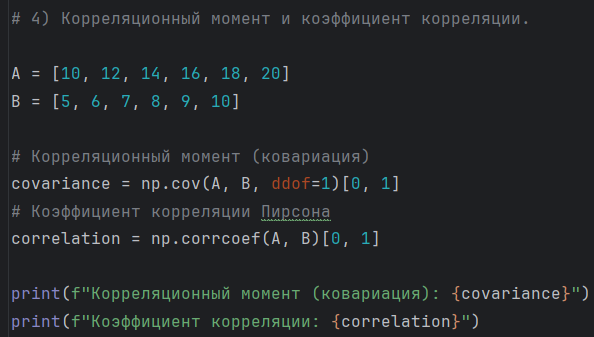 # 4) Корреляционный момент и коэффициент корреляции.
A = [10, 12, 14, 16, 18, 20]
B = [5, 6, 7, 8, 9, 10]
# Корреляционный момент (ковариация)
covariance = np.cov(A, B, ddof=1)[0, 1]
# Коэффициент корреляции Пирсона
correlation = np.corrcoef(A, B)[0, 1]
print(f"Корреляционный момент (ковариация): {covariance}")
print(f"Коэффициент корреляции: {correlation}")